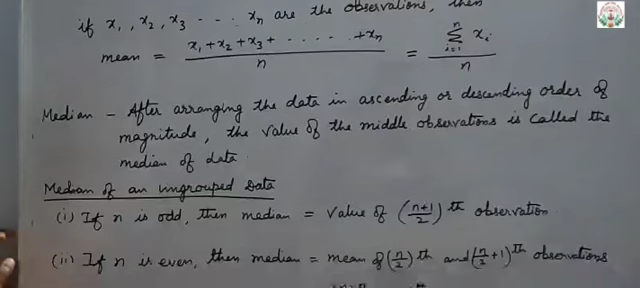 if x₁, x₂, x₃ ... xₙ are the observations, then
mean = (x₁+x₂+x₃+ ...... +xₙ)/n = (Σᵢ₌₁ⁿ xᵢ)/n
Median - After arranging the data in ascending or descending order of
magnitude, the value of the middle observations is called the
median of data
Median of an ungrouped Data
(i) If n is odd, then median = value of ((n+1)/2)th observation
(ii) If n is even, then median = mean of (n/2)th and (n/2+1)th observations